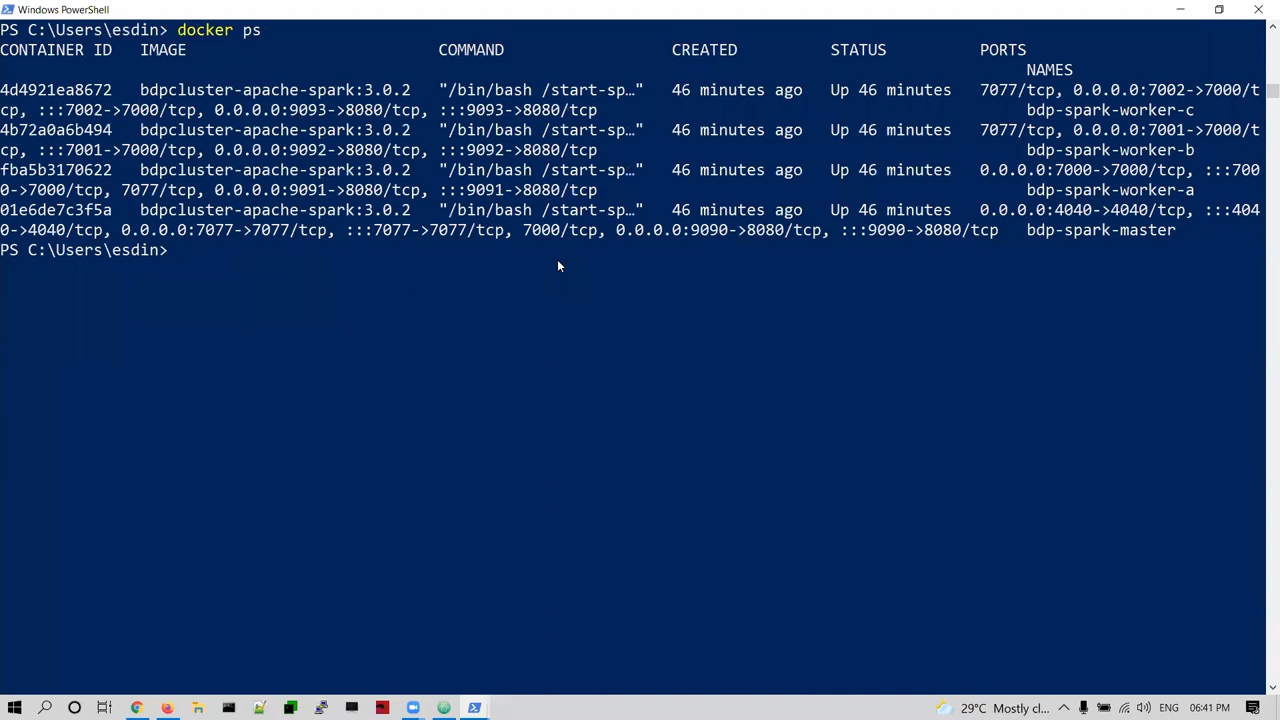 Windows PowerShell
PS C:\Users\esdin> docker ps
CONTAINER ID IMAGE COMMAND CREATED STATUS PORTS
NAMES
4d4921ea8672 bdpcluster-apache-spark:3.0.2 "/bin/bash /start-sp…" 46 minutes ago Up 46 minutes 7077/tcp, 0.0.0.0:7002->7000/t
cp, :::7002->7000/tcp, 0.0.0.0:9093->8080/tcp, :::9093->8080/tcp bdp-spark-worker-c
4b72a0a6b494 bdpcluster-apache-spark:3.0.2 "/bin/bash /start-sp…" 46 minutes ago Up 46 minutes 7077/tcp, 0.0.0.0:7001->7000/t
cp, :::7001->7000/tcp, 0.0.0.0:9092->8080/tcp, :::9092->8080/tcp bdp-spark-worker-b
fba5b3170622 bdpcluster-apache-spark:3.0.2 "/bin/bash /start-sp…" 46 minutes ago Up 46 minutes 0.0.0.0:7000->7000/tcp, :::700
0->7000/tcp, 7077/tcp, 0.0.0.0:9091->8080/tcp, :::9091->8080/tcp bdp-spark-worker-a
01e6de7c3f5a bdpcluster-apache-spark:3.0.2 "/bin/bash /start-sp…" 46 minutes ago Up 46 minutes 0.0.0.0:4040->4040/tcp, :::404
0->4040/tcp, 0.0.0.0:7077->7077/tcp, :::7077->7077/tcp, 7000/tcp, 0.0.0.0:9090->8080/tcp, :::9090->8080/tcp bdp-spark-master
PS C:\Users\esdin>
29°C Mostly cl... ENG 06:41 PM